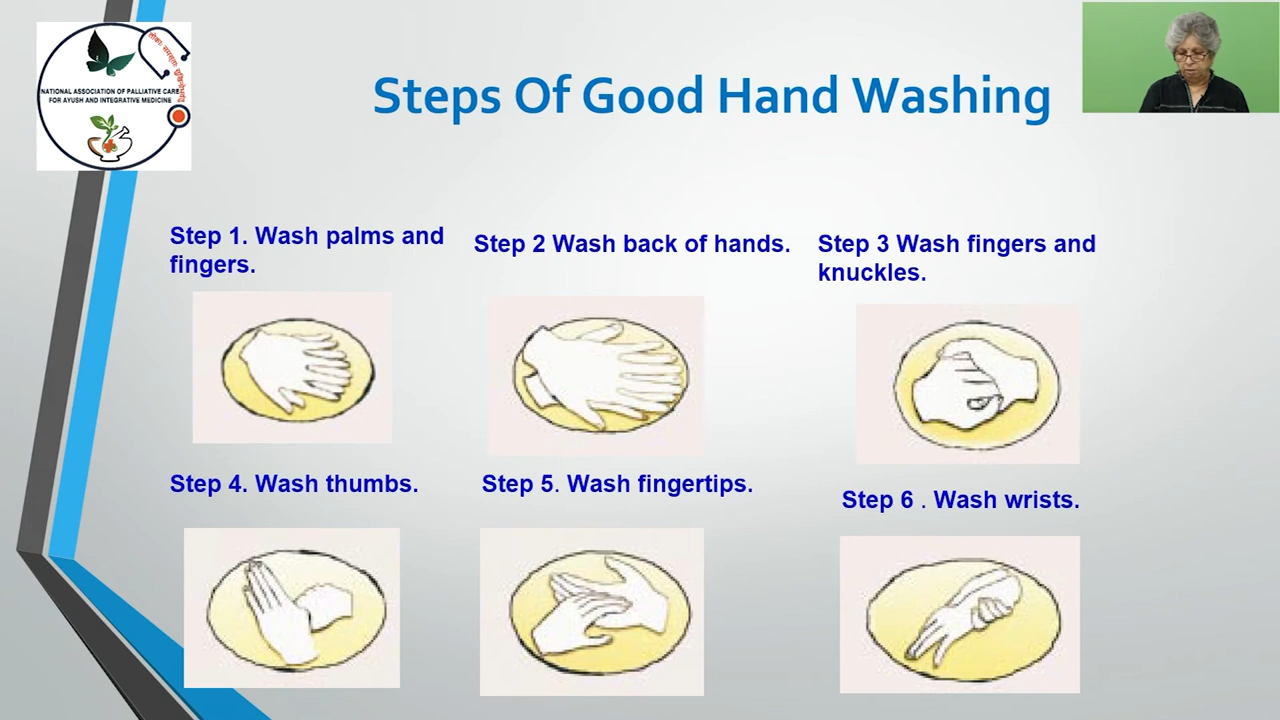 NATIONAL ASSOCIATION OF PALLIATIVE CARE
FOR AYUSH AND INTEGRATIVE MEDICINE
Steps Of Good Hand Washing
Step 1. Wash palms and
fingers.
Step 2 Wash back of hands.
Step 3 Wash fingers and
knuckles.
Step 4. Wash thumbs.
Step 5. Wash fingertips.
Step 6 . Wash wrists.